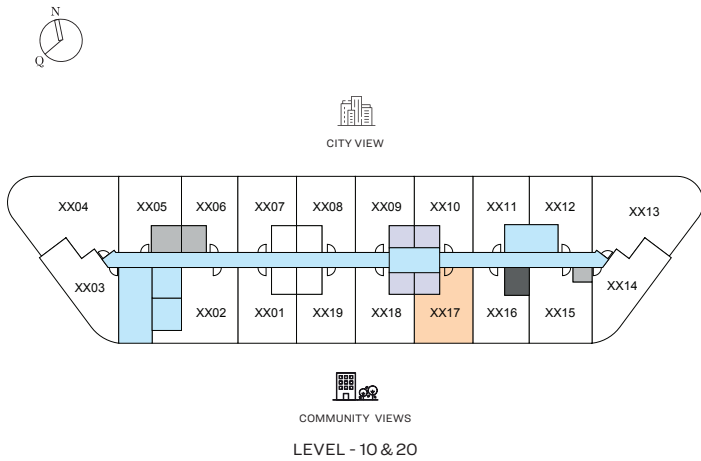 N
Q
CITY VIEW
XX04 XX05 XX06 XX07 XX08 XX09 XX10 XX11 XX12 XX13
XX03 XX14
XX02 XX01 XX19 XX18 XX17 XX16 XX15
COMMUNITY VIEWS
LEVEL - 10 & 20